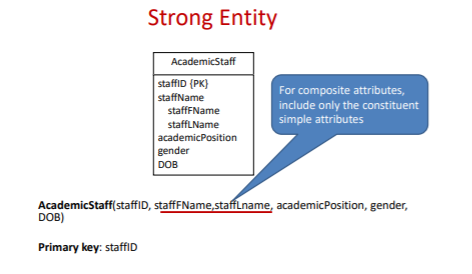 Strong Entity
AcademicStaff
staffID {PK}
staffName
staffFName
staffLName
academicPosition
gender
DOB
For composite attributes,
include only the constituent
simple attributes
AcademicStaff(staffID, staffFName,staffLname, academicPosition, gender,
DOB)
Primary key: staffID